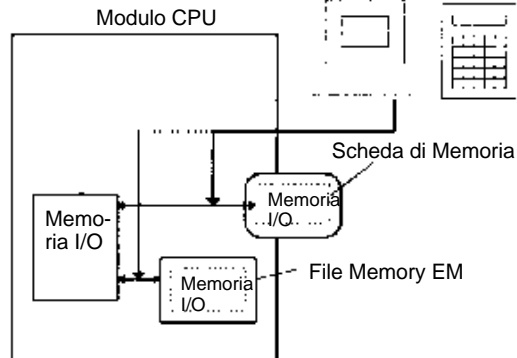 Modulo CPU
Scheda di Memoria
Memoria
I/O
Memo-
ria I/O
File Memory EM
Memoria
I/O